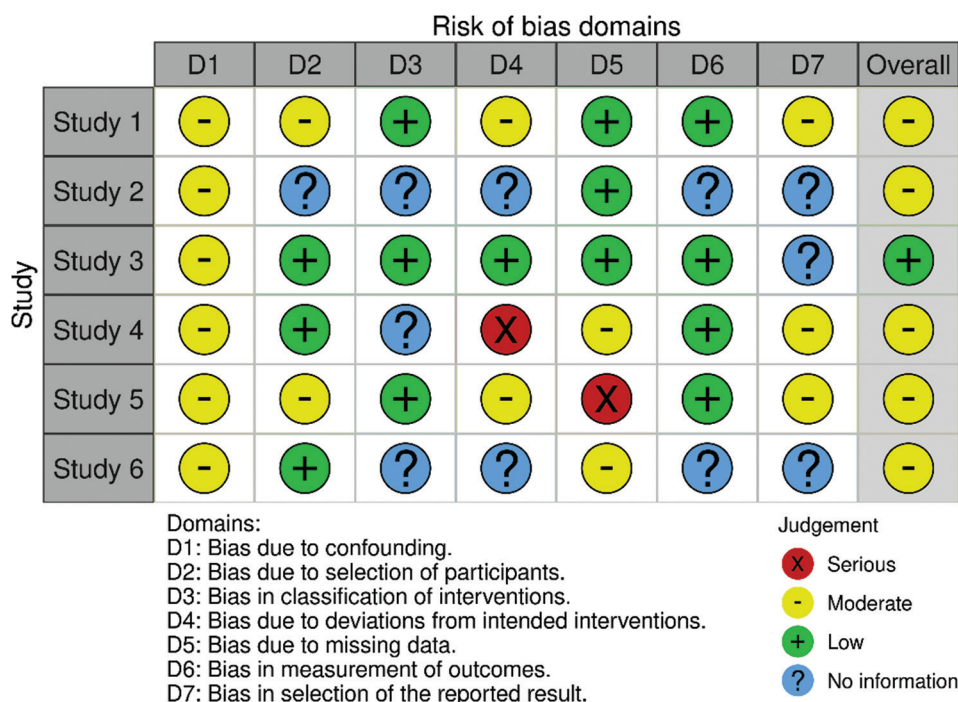 Risk of bias domains
D1 D2 D3 D4 D5 D6 D7 Overall
Study
Study 1 - - + - + + - -
Study 2 - ? ? ? + ? ? -
Study 3 - + + + + + ? +
Study 4 - + ? X - + - -
Study 5 - - + - X + - -
Study 6 - + ? ? - ? ? -
Domains:
D1: Bias due to confounding.
D2: Bias due to selection of participants.
D3: Bias in classification of interventions.
D4: Bias due to deviations from intended interventions.
D5: Bias due to missing data.
D6: Bias in measurement of outcomes.
D7: Bias in selection of the reported result.
Judgement
X Serious
- Moderate
+ Low
? No information